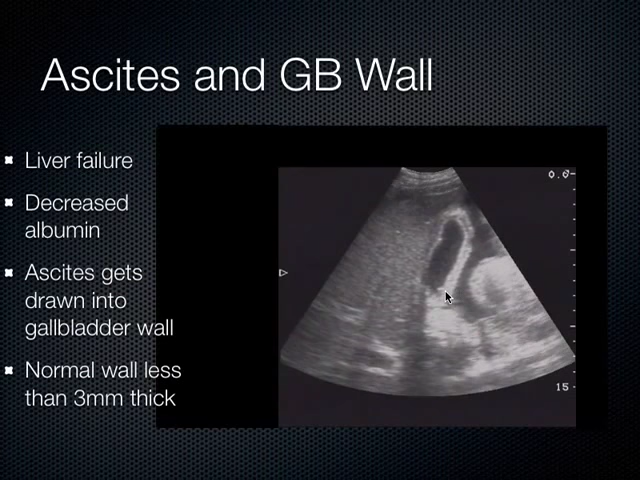 Ascites and GB Wall
Liver failure
Decreased
albumin
Ascites gets
drawn into
gallbladder wall
Normal wall less
than 3mm thick
0.6
15